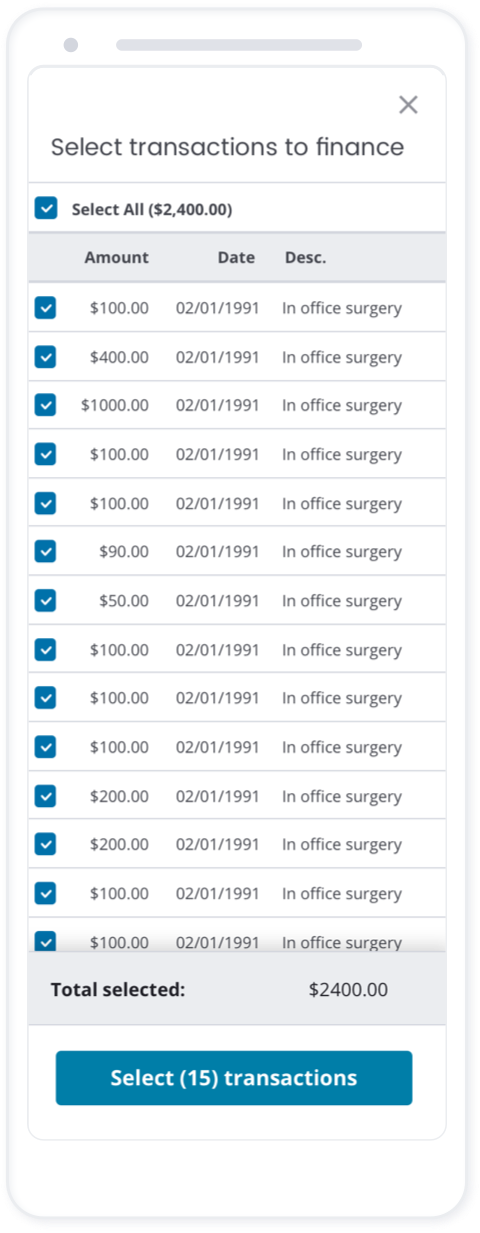 Select transactions to finance
Select All ($2,400.00)
Amount Date Desc.
$100.00 02/01/1991 In office surgery
$400.00 02/01/1991 In office surgery
$1000.00 02/01/1991 In office surgery
$100.00 02/01/1991 In office surgery
$100.00 02/01/1991 In office surgery
$90.00 02/01/1991 In office surgery
$50.00 02/01/1991 In office surgery
$100.00 02/01/1991 In office surgery
$100.00 02/01/1991 In office surgery
$100.00 02/01/1991 In office surgery
$200.00 02/01/1991 In office surgery
$200.00 02/01/1991 In office surgery
$100.00 02/01/1991 In office surgery
$100.00 02/01/1991 In office surgery
Total selected: $2400.00
Select (15) transactions